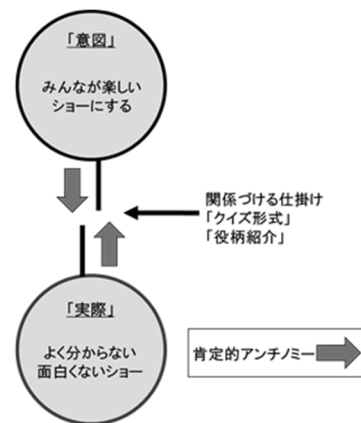 「意図」
みんなが楽しい
ショーにする
関係づける仕掛け
「クイズ形式」
「役柄紹介」
「実際」
よく分からない
面白くないショー
肯定的アンチノミー